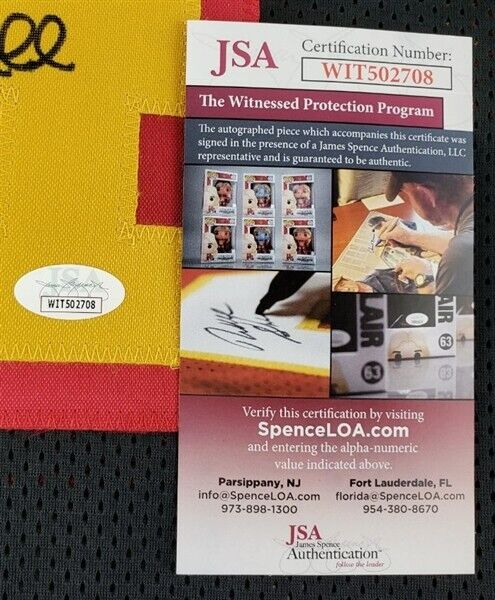 JSA
Certification Number:
WIT502708
The Witnessed Protection Program
The autographed piece which accompanies this certificate was
signed in the presence of a James Spence Authentication, LLC
representative and is guaranteed to be authentic.
LAIR
63
63
JSA
WIT502708
Verify this certification by visiting
SpenceLOA.com
and entering the alpha-numeric
value indicated above.
Parsippany, NJ
info@SpenceLOA.com
973-898-1300
Fort Lauderdale, FL
florida@SpenceLOA.com
954-380-8670
JSA
James Spence
Authentication
follow the leader